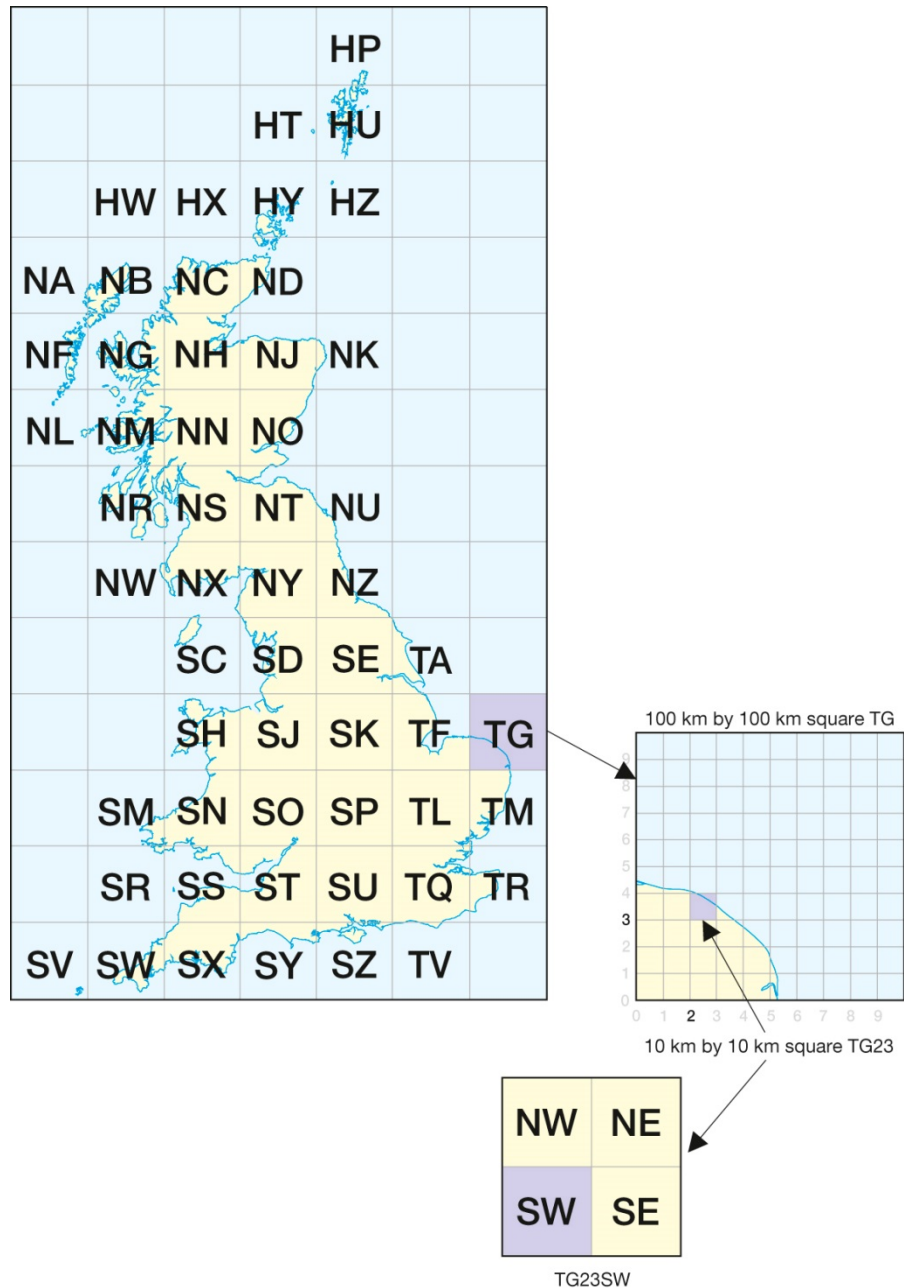 HP
HT HU
HW HX HY HZ
NA NB NC ND
NF NG NH NJ NK
NL NM NN NO
NR NS NT NU
NW NX NY NZ
SC SD SE TA
SH SJ SK TF TG
SM SN SO SP TL TM
SR SS ST SU TQ TR
SV SW SX SY SZ TV
100 km by 100 km square TG
9
8
7
6
5
4
3
2
1
0
0 1 2 3 4 5 6 7 8 9
10 km by 10 km square TG23
NW NE
SW SE
TG23SW